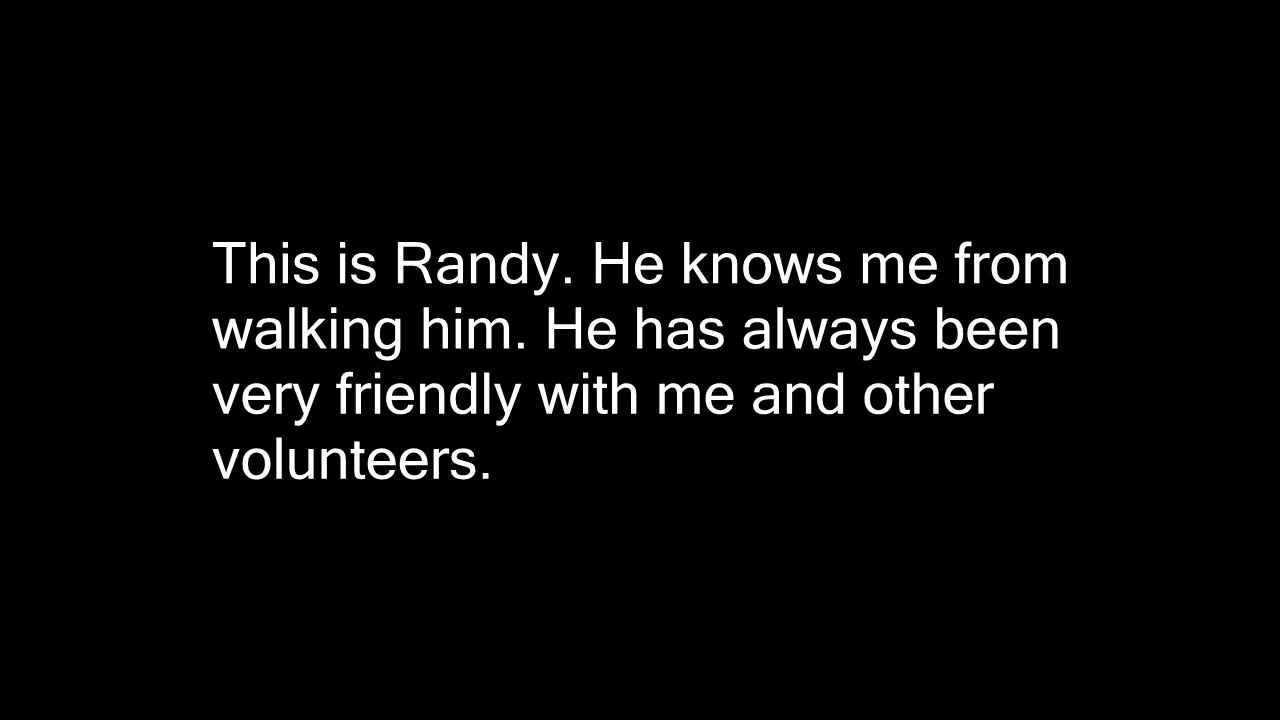 This is Randy. He knows me from
walking him. He has always been
very friendly with me and other
volunteers.